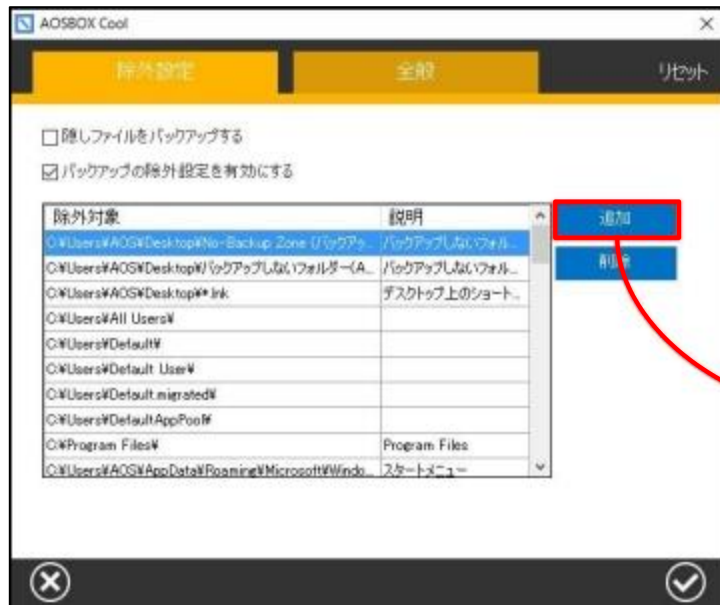 AOSBOX Cool
除外設定 全般 リセット
隠しファイルをバックアップする
バックアップの除外設定を有効にする
除外対象 説明
C:¥Users¥AOS¥Desktop¥No-Backup Zone (バックアッ... バックアップしないフォル...
C:¥Users¥AOS¥Desktop¥バックアップしないフォルダー(A... バックアップしないフォル...
C:¥Users¥AOS¥Desktop¥*.lnk デスクトップ上のショート...
C:¥Users¥All Users¥
C:¥Users¥Default¥
C:¥Users¥Default User¥
C:¥Users¥Default.migrated¥
C:¥Users¥DefaultAppPool¥
C:¥Program Files¥ Program Files
C:¥Users¥AOS¥AppData¥Roaming¥Microsoft¥Windo... スタートメニュー
追加
削除